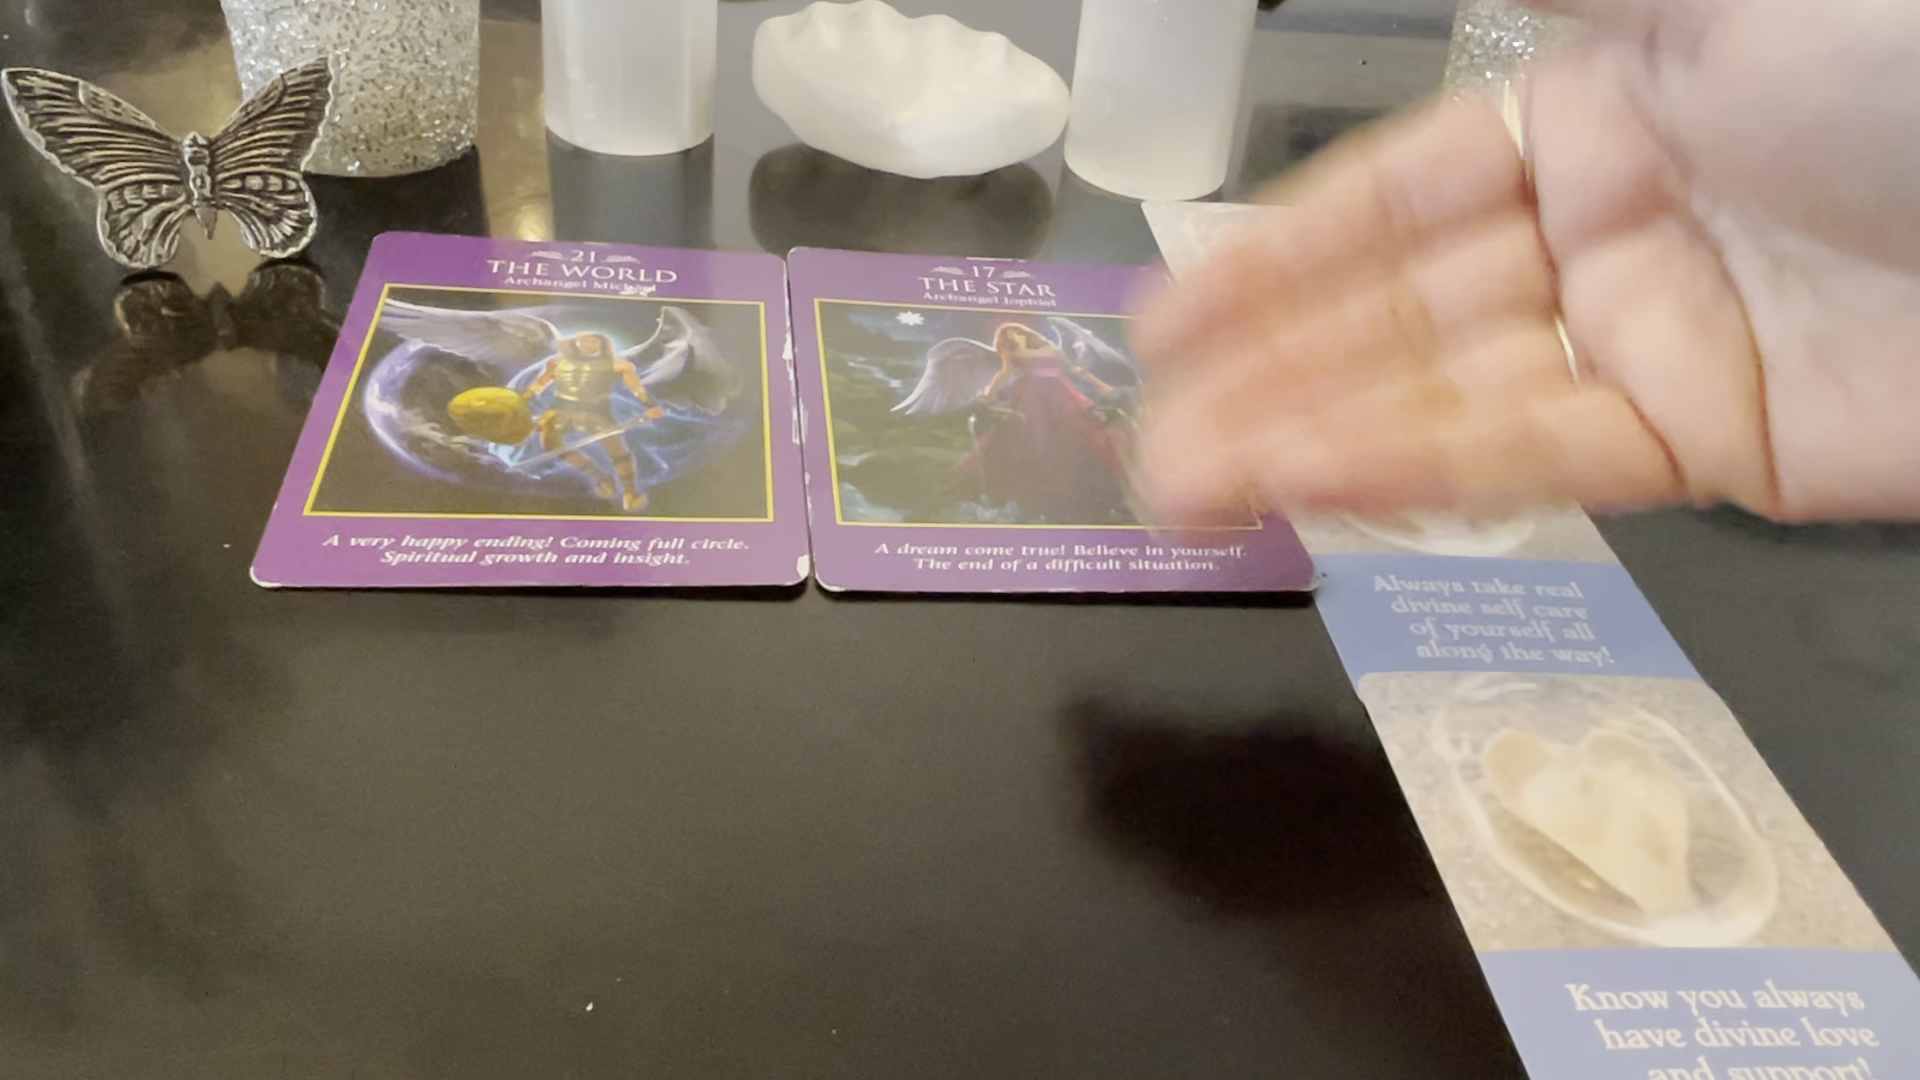 21
THE WORLD
Archangel Michael
A very happy ending! Coming full circle.
Spiritual growth and insight.
17
THE STAR
Archangel Jophiel
A dream come true! Believe in yourself.
The end of a difficult situation.
Always take real
divine self care
of yourself all
along the way!
Know you always
have divine love
and support!